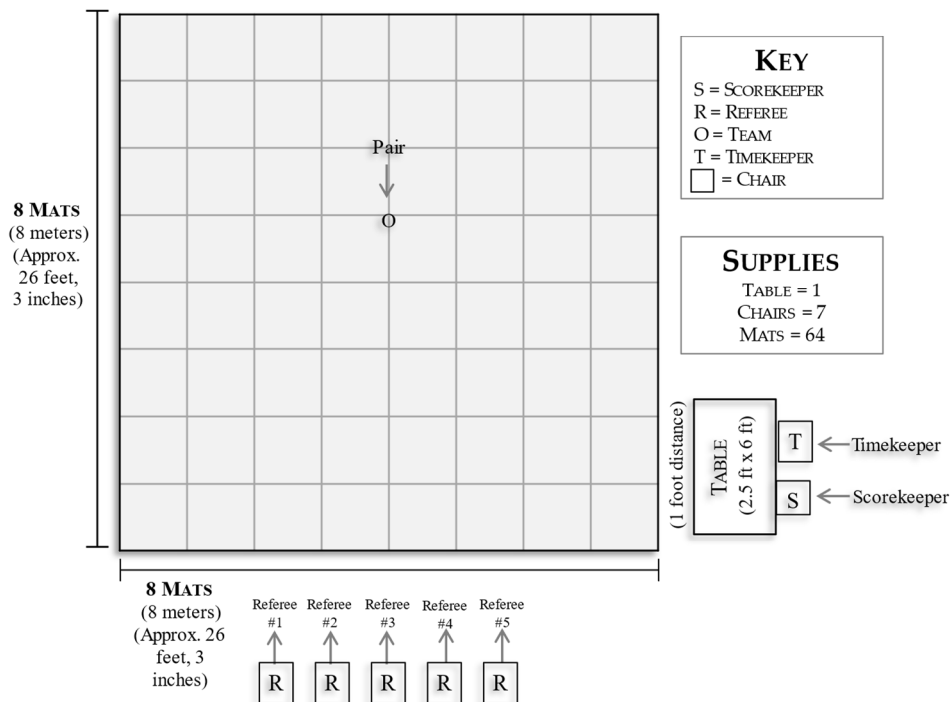 Pair
O
8 MATS
(8 meters)
(Approx.
26 feet,
3 inches)
KEY
S = SCOREKEEPER
R = REFEREE
O = TEAM
T = TIMEKEEPER
= CHAIR
SUPPLIES
TABLE = 1
CHAIRS = 7
MATS = 64
(1 foot distance)
TABLE
(2.5 ft x 6 ft)
T
Timekeeper
S
Scorekeeper
8 MATS
(8 meters)
(Approx. 26
feet, 3
inches)
Referee
#1
Referee
#2
Referee
#3
Referee
#4
Referee
#5
R
R
R
R
R